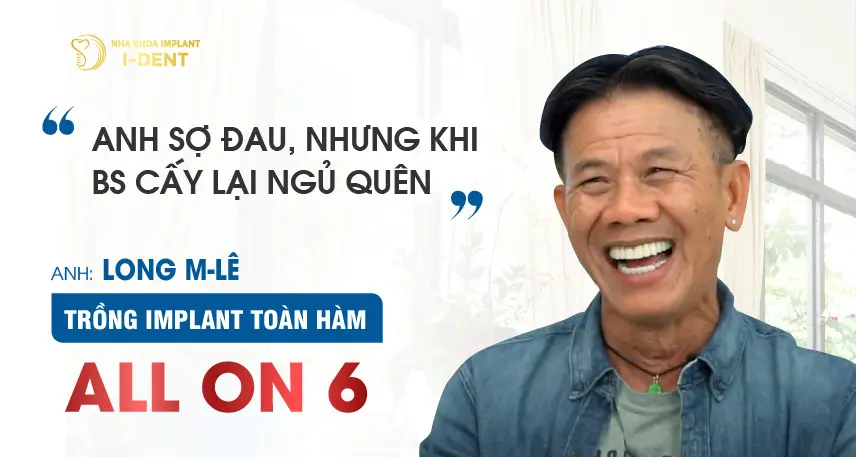 NHA KHOA IMPLANT
I-DENT
“ANH SỢ ĐAU, NHƯNG KHI
BS CẤY LẠI NGỦ QUÊN”
ANH: LONG M-LÊ
TRỒNG IMPLANT TOÀN HÀM
ALL ON 6